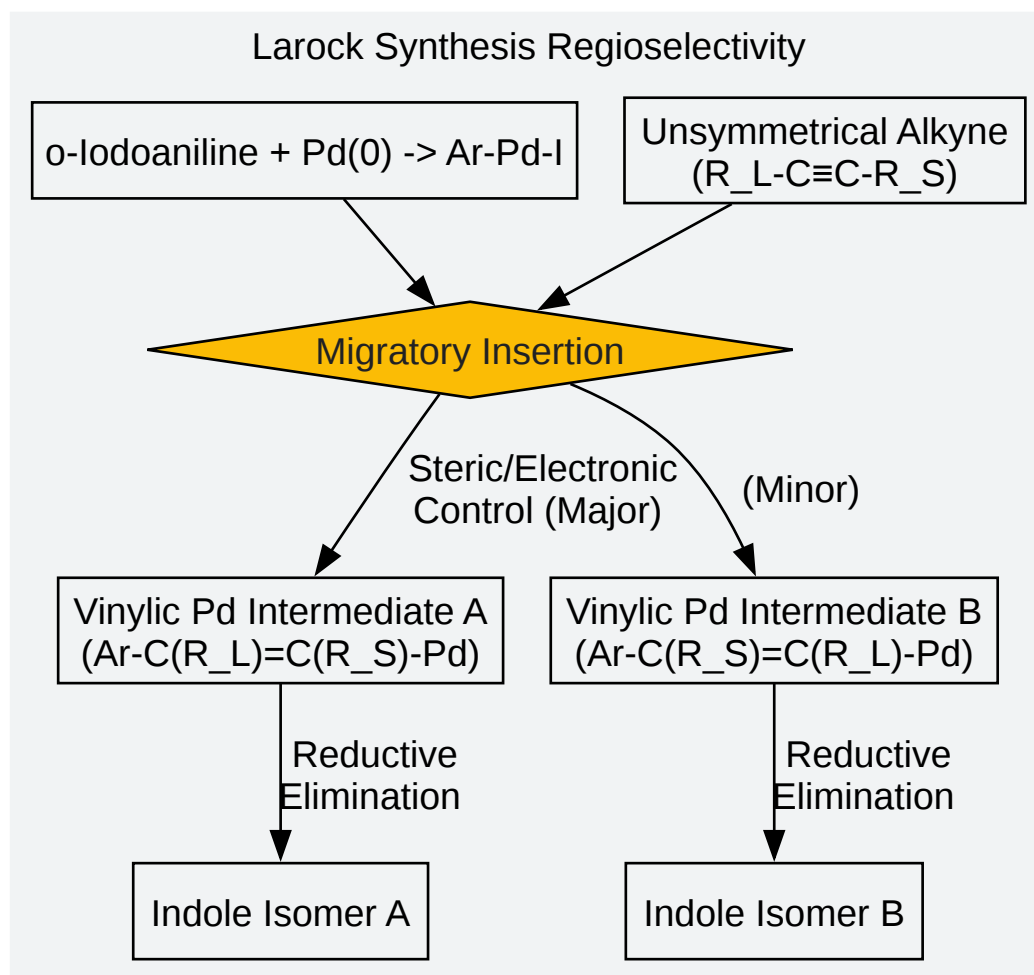 Larock Synthesis Regioselectivity
o-Iodoaniline + Pd(0) -> Ar-Pd-I
Unsymmetrical Alkyne
(R_L-C≡C-R_S)
Migratory Insertion
Steric/Electronic
Control (Major)
(Minor)
Vinylic Pd Intermediate A
(Ar-C(R_L)=C(R_S)-Pd)
Vinylic Pd Intermediate B
(Ar-C(R_S)=C(R_L)-Pd)
Reductive
Elimination
Reductive
Elimination
Indole Isomer A
Indole Isomer B